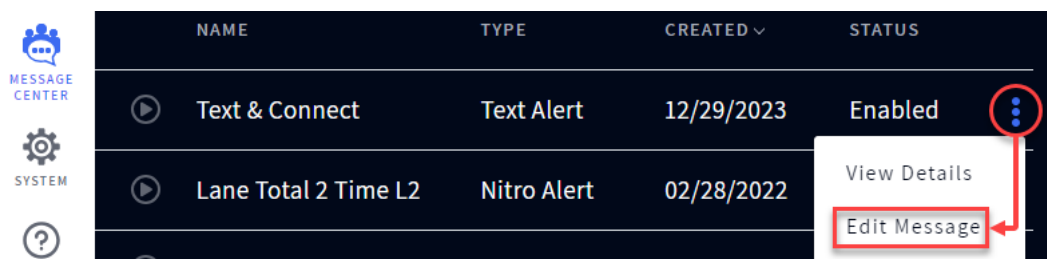 NAME TYPE CREATED STATUS
MESSAGE
CENTER
Text & Connect Text Alert 12/29/2023 Enabled
SYSTEM
View Details
Lane Total 2 Time L2 Nitro Alert 02/28/2022
Edit Message
?